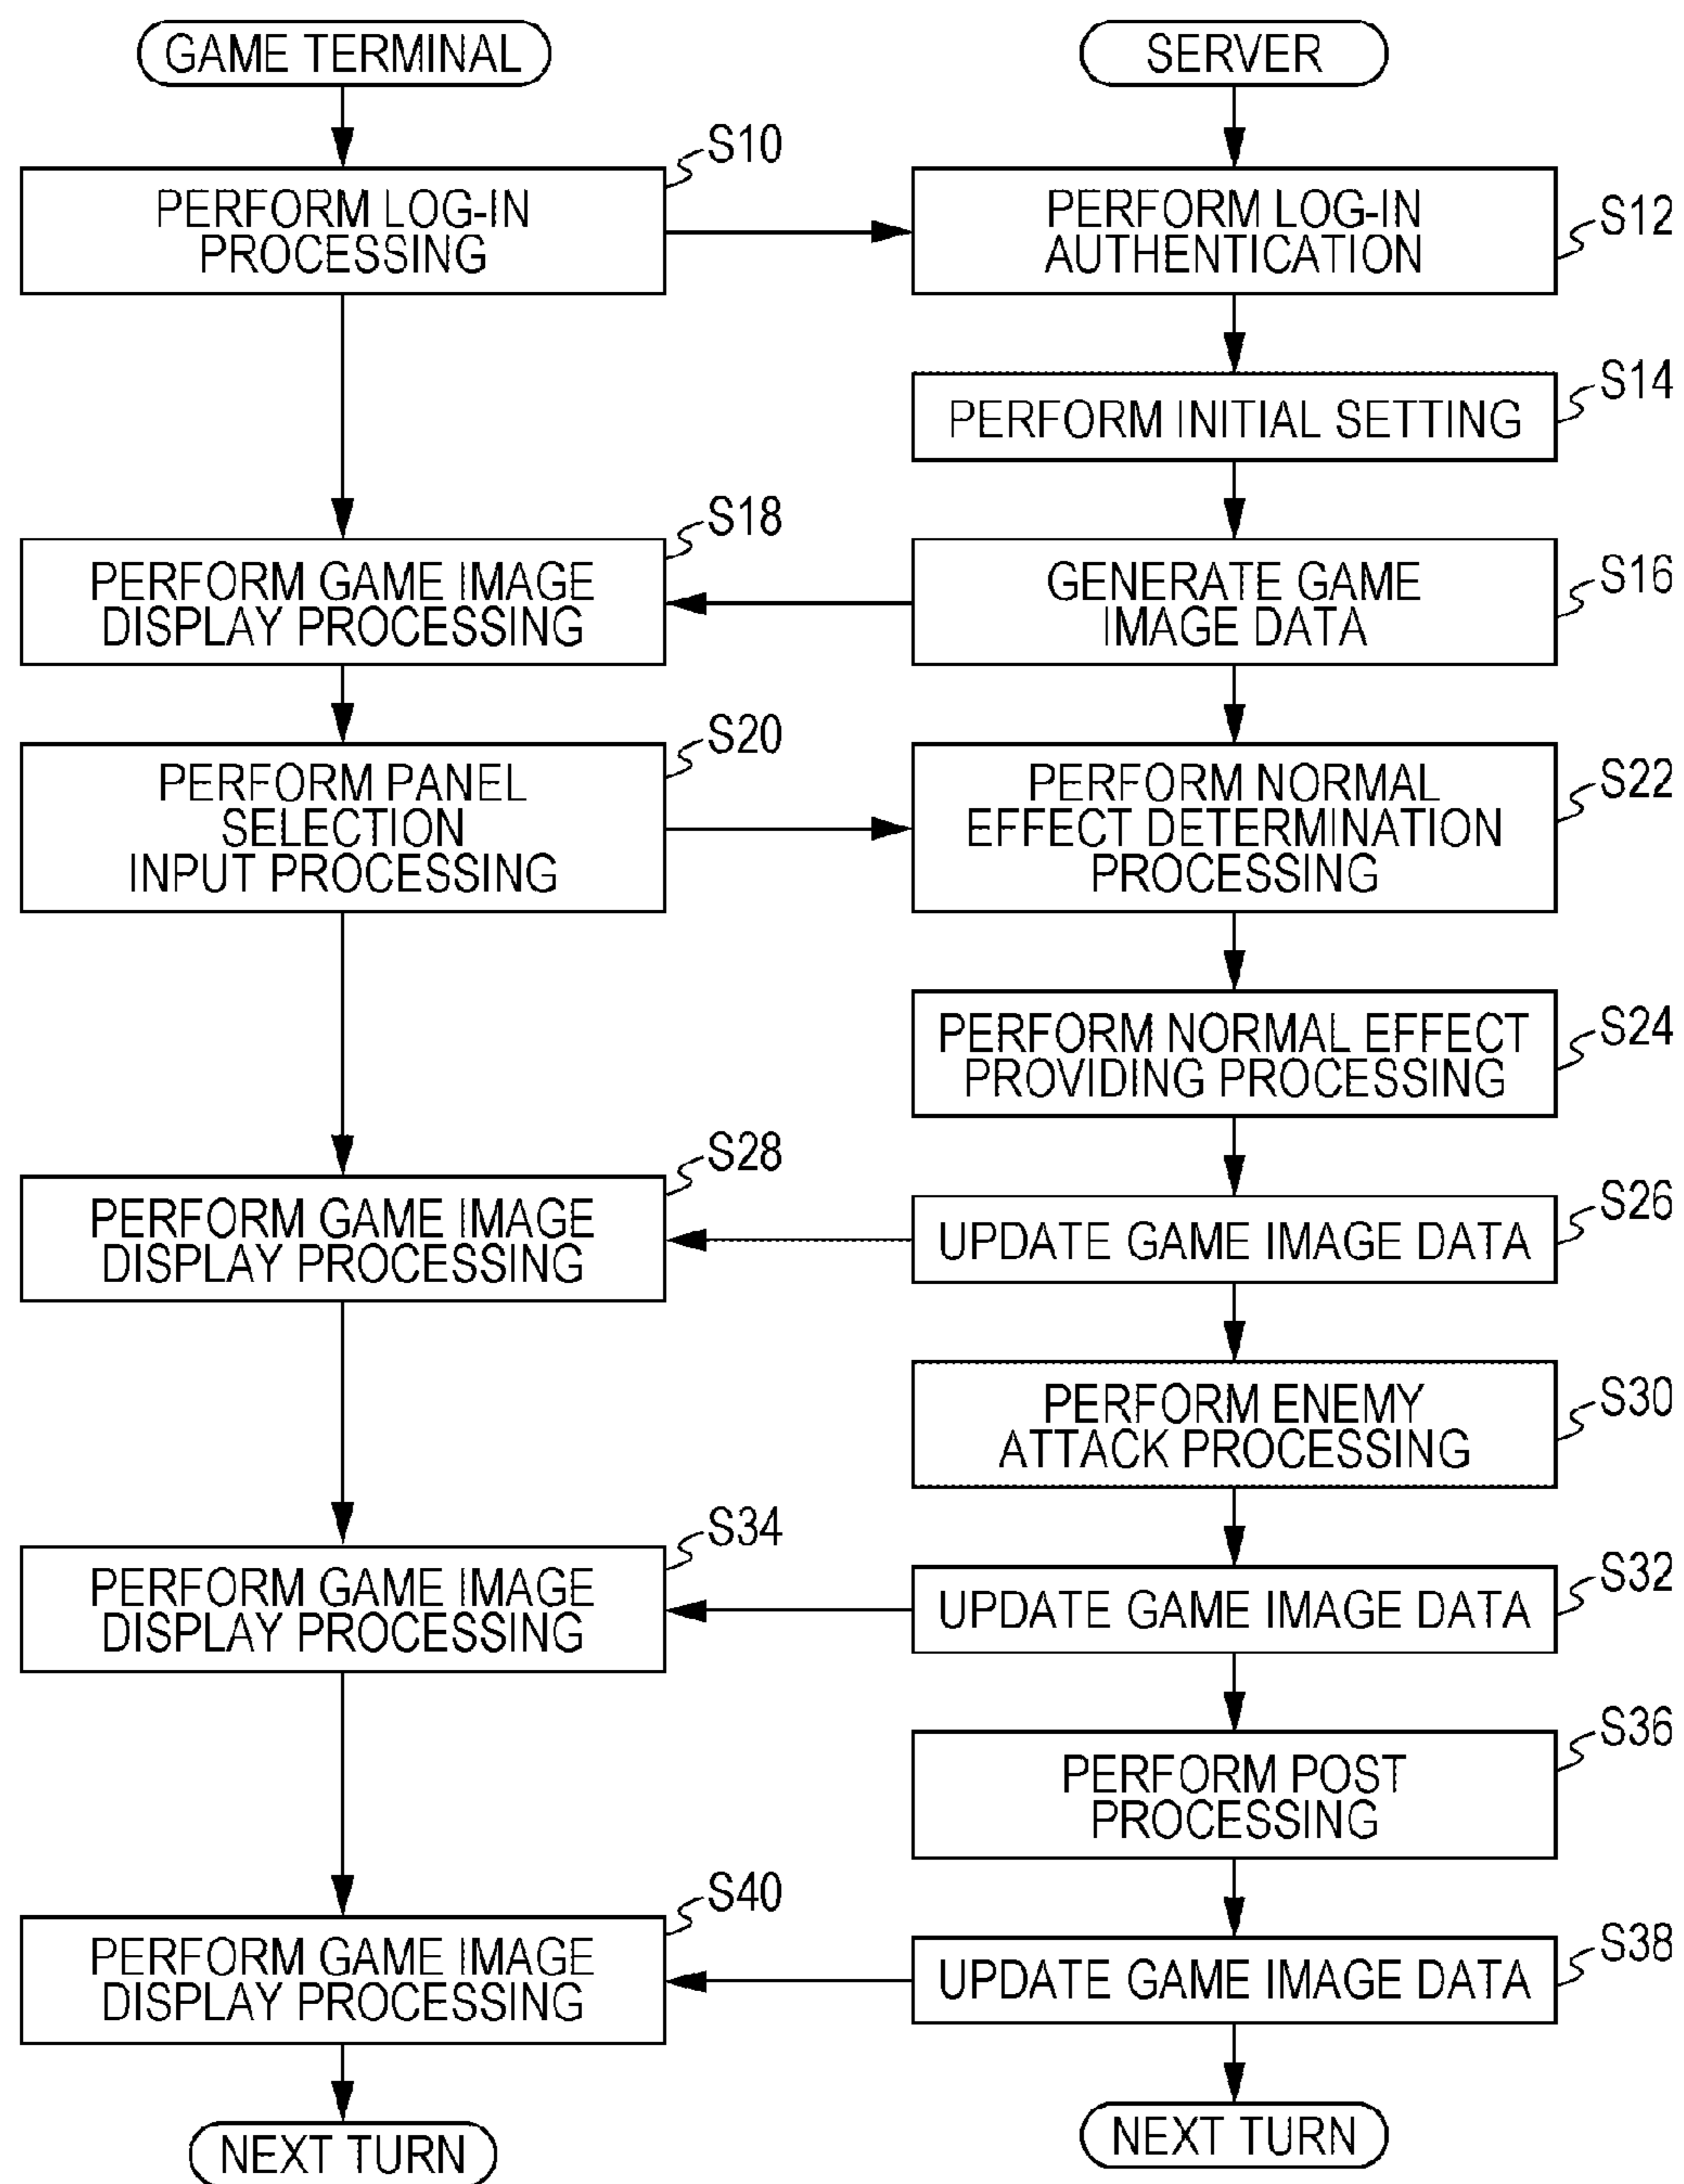 GAME TERMINAL
SERVER
S10
PERFORM LOG-IN
PROCESSING
PERFORM LOG-IN
AUTHENTICATION
S12
PERFORM INITIAL SETTING
S14
S18
PERFORM GAME IMAGE
DISPLAY PROCESSING
GENERATE GAME
IMAGE DATA
S16
S20
PERFORM PANEL
SELECTION
INPUT PROCESSING
PERFORM NORMAL
EFFECT DETERMINATION
PROCESSING
S22
PERFORM NORMAL EFFECT
PROVIDING PROCESSING
S24
S28
PERFORM GAME IMAGE
DISPLAY PROCESSING
UPDATE GAME IMAGE DATA
S26
PERFORM ENEMY
ATTACK PROCESSING
S30
S34
PERFORM GAME IMAGE
DISPLAY PROCESSING
UPDATE GAME IMAGE DATA
S32
PERFORM POST
PROCESSING
S36
S40
PERFORM GAME IMAGE
DISPLAY PROCESSING
UPDATE GAME IMAGE DATA
S38
NEXT TURN
NEXT TURN